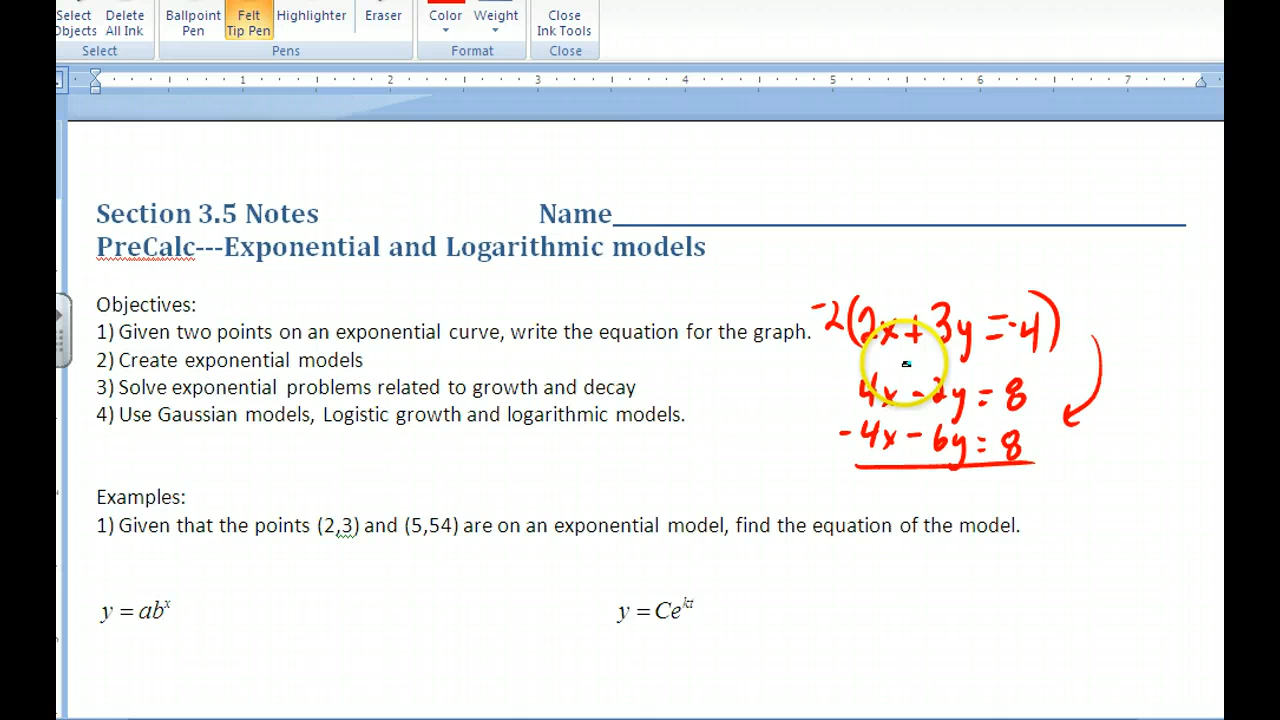 Select Objects
Delete All Ink
Ballpoint Pen
Felt Tip Pen
Highlighter
Eraser
Color
Weight
Close Ink Tools
Select
Pens
Format
Close
1 2 3 4 5 6 7
Section 3.5 Notes Name______________
PreCalc---Exponential and Logarithmic models
Objectives:
1) Given two points on an exponential curve, write the equation for the graph.
2) Create exponential models
3) Solve exponential problems related to growth and decay
4) Use Gaussian models, Logistic growth and logarithmic models.
-2(2x+3y=-4)
4x-2y=8
-4x-6y=8
Examples:
1) Given that the points (2,3) and (5,54) are on an exponential model, find the equation of the model.
y = ab^x
y = Ce^{kt}